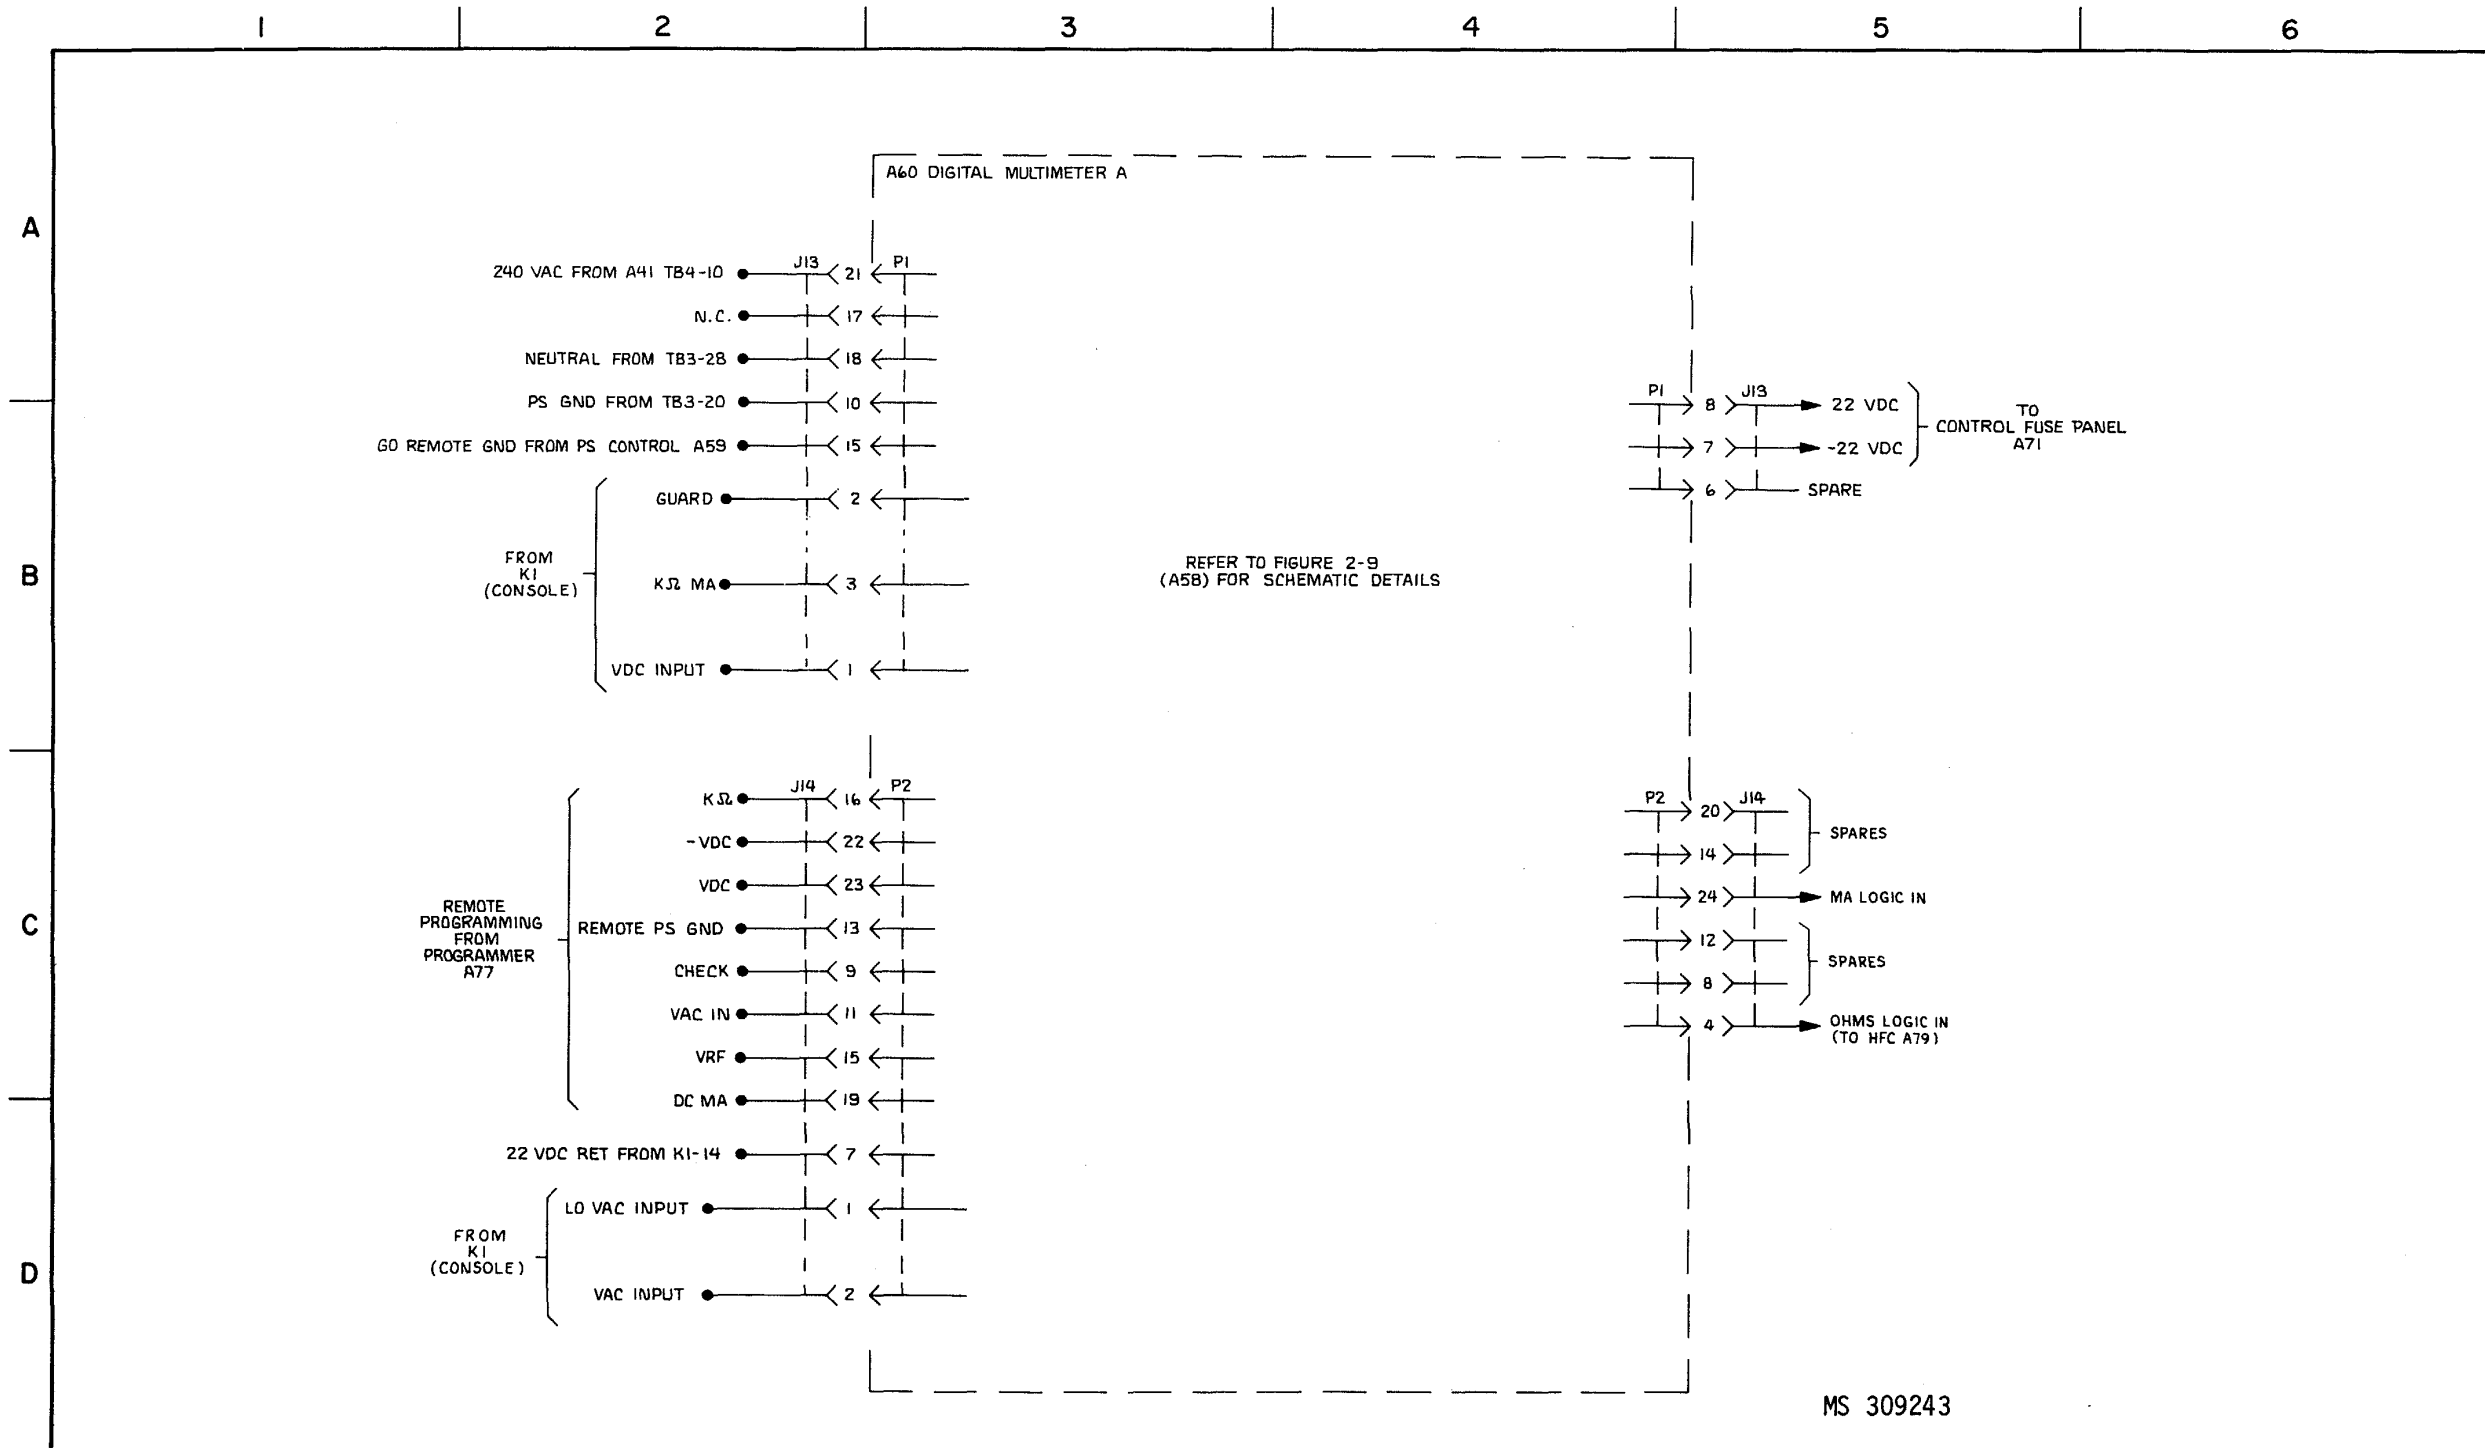 1 2 3 4 5 6
A
B
C
D
A60 DIGITAL MULTIMETER A
240 VAC FROM A41 TB4-10 J13 21 P1
N.C. 17
NEUTRAL FROM TB3-28 18
PS GND FROM TB3-20 10
GO REMOTE GND FROM PS CONTROL A59 15
FROM
K1
(CONSOLE)
GUARD 2
KΩ MA 3
VDC INPUT 1
P1 8 J13 22 VDC
7 -22 VDC
TO
CONTROL FUSE PANEL
A71
6 SPARE
REFER TO FIGURE 2-9
(A58) FOR SCHEMATIC DETAILS
REMOTE
PROGRAMMING
FROM
PROGRAMMER
A77
KΩ J14 16 P2
-VDC 22
VDC 23
REMOTE PS GND 13
CHECK 9
VAC IN 11
VRF 15
DC MA 19
22 VDC RET FROM K1-14 7
FROM
K1
(CONSOLE)
LO VAC INPUT 1
VAC INPUT 2
P2 20 J14
SPARES
14
24 MA LOGIC IN
12
SPARES
8
4 OHMS LOGIC IN
(TO HFC A79)
MS 309243